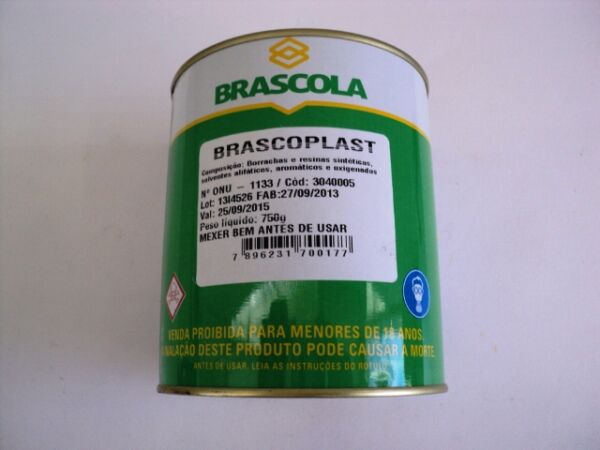 BRASCOLA
BRASCOPLAST
Composição: Borrachas e resinas sintéticas,
solventes alifáticos, aromáticos e oxigenados
Nº ONU - 1133 / Cód: 3040005
Lot: 13I4526 FAB:27/09/2013
Val: 25/09/2015
Peso líquido: 750g
MEXER BEM ANTES DE USAR
7 896231 700177
VENDA PROIBIDA PARA MENORES DE 18 ANOS.
INALAÇÃO DESTE PRODUTO PODE CAUSAR A MORTE
ANTES DE USAR, LEIA AS INSTRUÇÕES DO RÓTULO